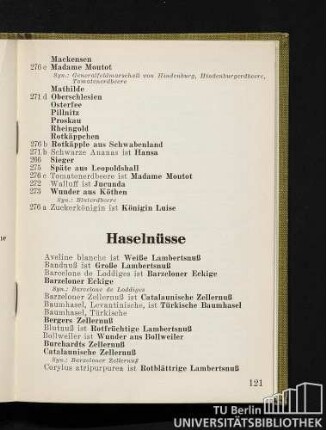 Mackensen
276 c Madame Moutot
Syn.: Generalfeldmarschall von Hindenburg, Hindenburgerdbeere,
Tomatenerdbeere
Mathilde
271 d Oberschlesien
Osterfee
Pillnitz
Proskau
Rheingold
Rotkäppchen
276 b Rotkäpple aus Schwabenland
271 b Schwarze Ananas ist Hansa
266 Sieger
275 Späte aus Leopoldshall
276 c Tomatenerdbeere ist Madame Moutot
272 Walluff ist Jucunda
273 Wunder aus Köthen
Syn.: Riesenerdbeere
276 a Zuckerkönigin ist Königin Luise
Haselnüsse
Aveline blanche ist Weiße Lambertsnuß
Bandnuß ist Große Lambertsnuß
Barcelone de Loddiges ist Barzeloner Eckige
Barzeloner Eckige
Syn.: Barcelone de Loddiges
Barzeloner Zellernuß ist Catalaunische Zellernuß
Baumhasel, Levantinische, ist Türkische Baumhasel
Baumhasel, Türkische
Bergers Zellernuß
Blutnuß ist Rotfrüchtige Lambertsnuß
Bollweiler ist Wunder aus Bollweiler
Burchardts Zellernuß
Catalaunische Zellernuß
Syn.: Barzeloner Zellernuß
Corylus atripurpurea ist Rotblättrige Lambertsnuß
121
TU Berlin
UNIVERSITÄTSBIBLIOTHEK